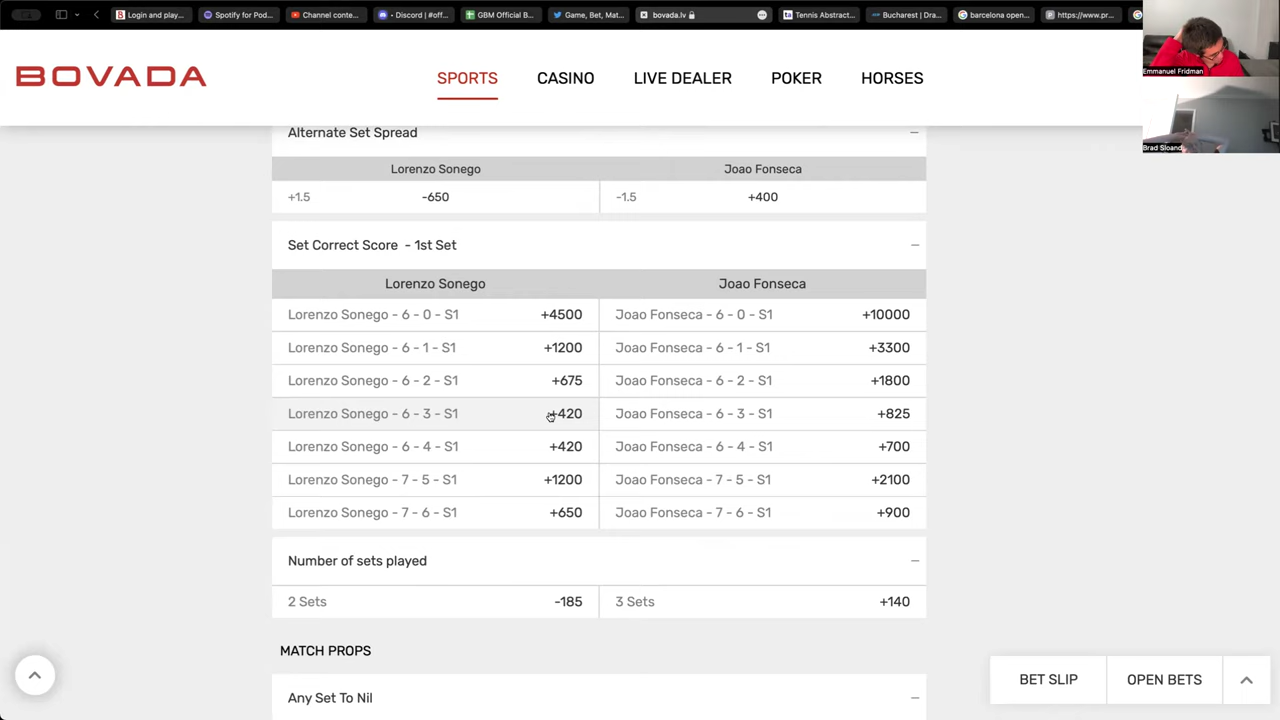 Login and play...
Spotify for Pod...
Channel conte...
Discord | #off...
GBM Official B...
Game, Bet, Mat...
bovada.lv
Tennis Abstract...
Bucharest | Dra...
barcelona open...
https://www.pr...
BOVADA
SPORTS CASINO LIVE DEALER POKER HORSES
Emmanuel Fridman
Brad Sloand
Alternate Set Spread
Lorenzo Sonego Joao Fonseca
+1.5 -650 -1.5 +400
Set Correct Score - 1st Set
Lorenzo Sonego Joao Fonseca
Lorenzo Sonego - 6 - 0 - S1 +4500 Joao Fonseca - 6 - 0 - S1 +10000
Lorenzo Sonego - 6 - 1 - S1 +1200 Joao Fonseca - 6 - 1 - S1 +3300
Lorenzo Sonego - 6 - 2 - S1 +675 Joao Fonseca - 6 - 2 - S1 +1800
Lorenzo Sonego - 6 - 3 - S1 +420 Joao Fonseca - 6 - 3 - S1 +825
Lorenzo Sonego - 6 - 4 - S1 +420 Joao Fonseca - 6 - 4 - S1 +700
Lorenzo Sonego - 7 - 5 - S1 +1200 Joao Fonseca - 7 - 5 - S1 +2100
Lorenzo Sonego - 7 - 6 - S1 +650 Joao Fonseca - 7 - 6 - S1 +900
Number of sets played
2 Sets -185 3 Sets +140
MATCH PROPS
Any Set To Nil
BET SLIP OPEN BETS